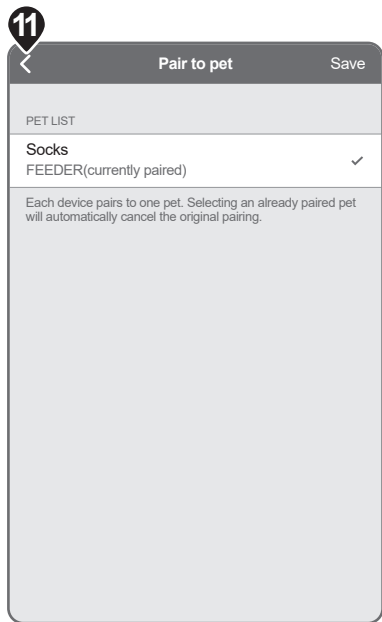 11
Pair to pet Save
PET LIST
Socks
FEEDER(currently paired)
Each device pairs to one pet. Selecting an already paired pet
will automatically cancel the original pairing.